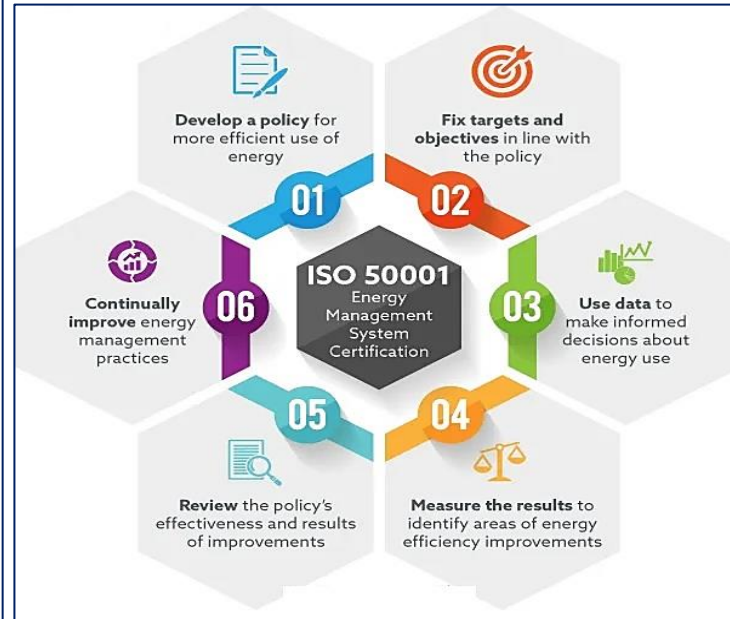 Develop a policy for
more efficient use of
energy
01
Fix targets and
objectives in line with
the policy
02
ISO 50001
Energy
Management
System
Certification
Use data to
make informed
decisions about
energy use
03
Measure the results to
identify areas of energy
efficiency improvements
04
Review the policy's
effectiveness and results
of improvements
05
Continually
improve energy
management
practices
06